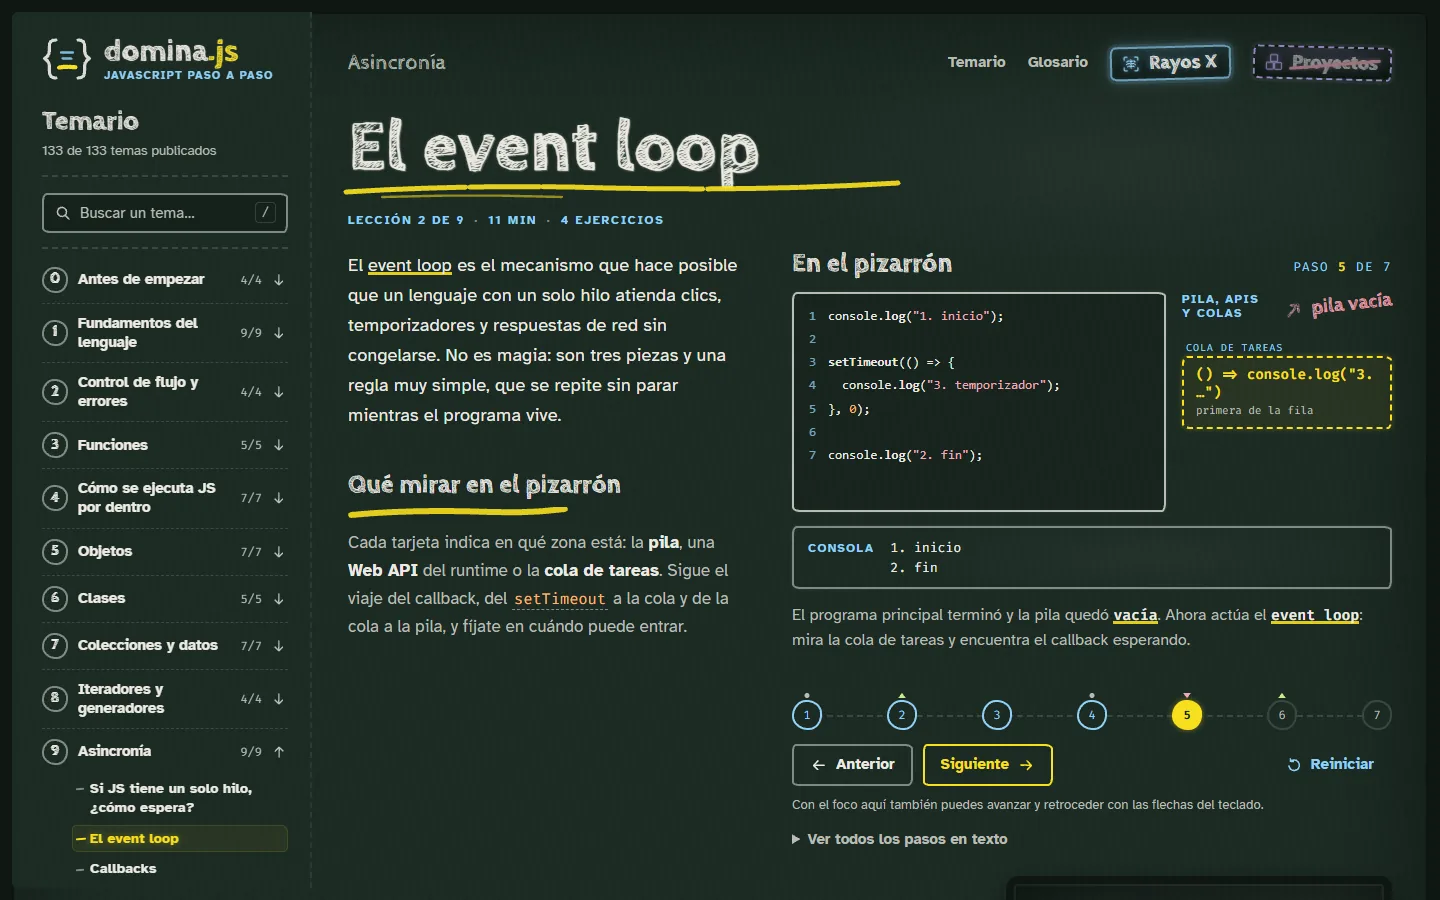 domina.js
JAVASCRIPT PASO A PASO
Temario
133 de 133 temas publicados
Buscar un tema... /
0 Antes de empezar 4/4 ↓
1 Fundamentos del
lenguaje 9/9 ↓
2 Control de flujo y
errores 4/4 ↓
3 Funciones 5/5 ↓
4 Cómo se ejecuta JS
por dentro 7/7 ↓
5 Objetos 7/7 ↓
6 Clases 5/5 ↓
7 Colecciones y datos 7/7 ↓
8 Iteradores y
generadores 4/4 ↓
9 Asincronía 9/9 ↑
– Si JS tiene un solo hilo,
¿cómo espera?
– El event loop
– Callbacks
Asincronía
Temario
Glosario
Rayos X
Proyectos
El event loop
LECCIÓN 2 DE 9 · 11 MIN · 4 EJERCICIOS
El event loop es el mecanismo que hace posible
que un lenguaje con un solo hilo atienda clics,
temporizadores y respuestas de red sin
congelarse. No es magia: son tres piezas y una
regla muy simple, que se repite sin parar
mientras el programa vive.
Qué mirar en el pizarrón
Cada tarjeta indica en qué zona está: la pila, una
Web API del runtime o la cola de tareas. Sigue el
viaje del callback, del setTimeout a la cola y de la
cola a la pila, y fíjate en cuándo puede entrar.
En el pizarrón
PASO 5 DE 7
1 console.log("1. inicio");
2
3 setTimeout(() => {
4 console.log("3. temporizador");
5 }, 0);
6
7 console.log("2. fin");
PILA, APIS
Y COLAS
↗ pila vacía
COLA DE TAREAS
() => console.log("3.
…")
primera de la fila
CONSOLA 1. inicio
2. fin
El programa principal terminó y la pila quedó vacía. Ahora actúa el event loop:
mira la cola de tareas y encuentra el callback esperando.
1 2 3 4 5 6 7
← Anterior
Siguiente →
Reiniciar
Con el foco aquí también puedes avanzar y retroceder con las flechas del teclado.
▶ Ver todos los pasos en texto